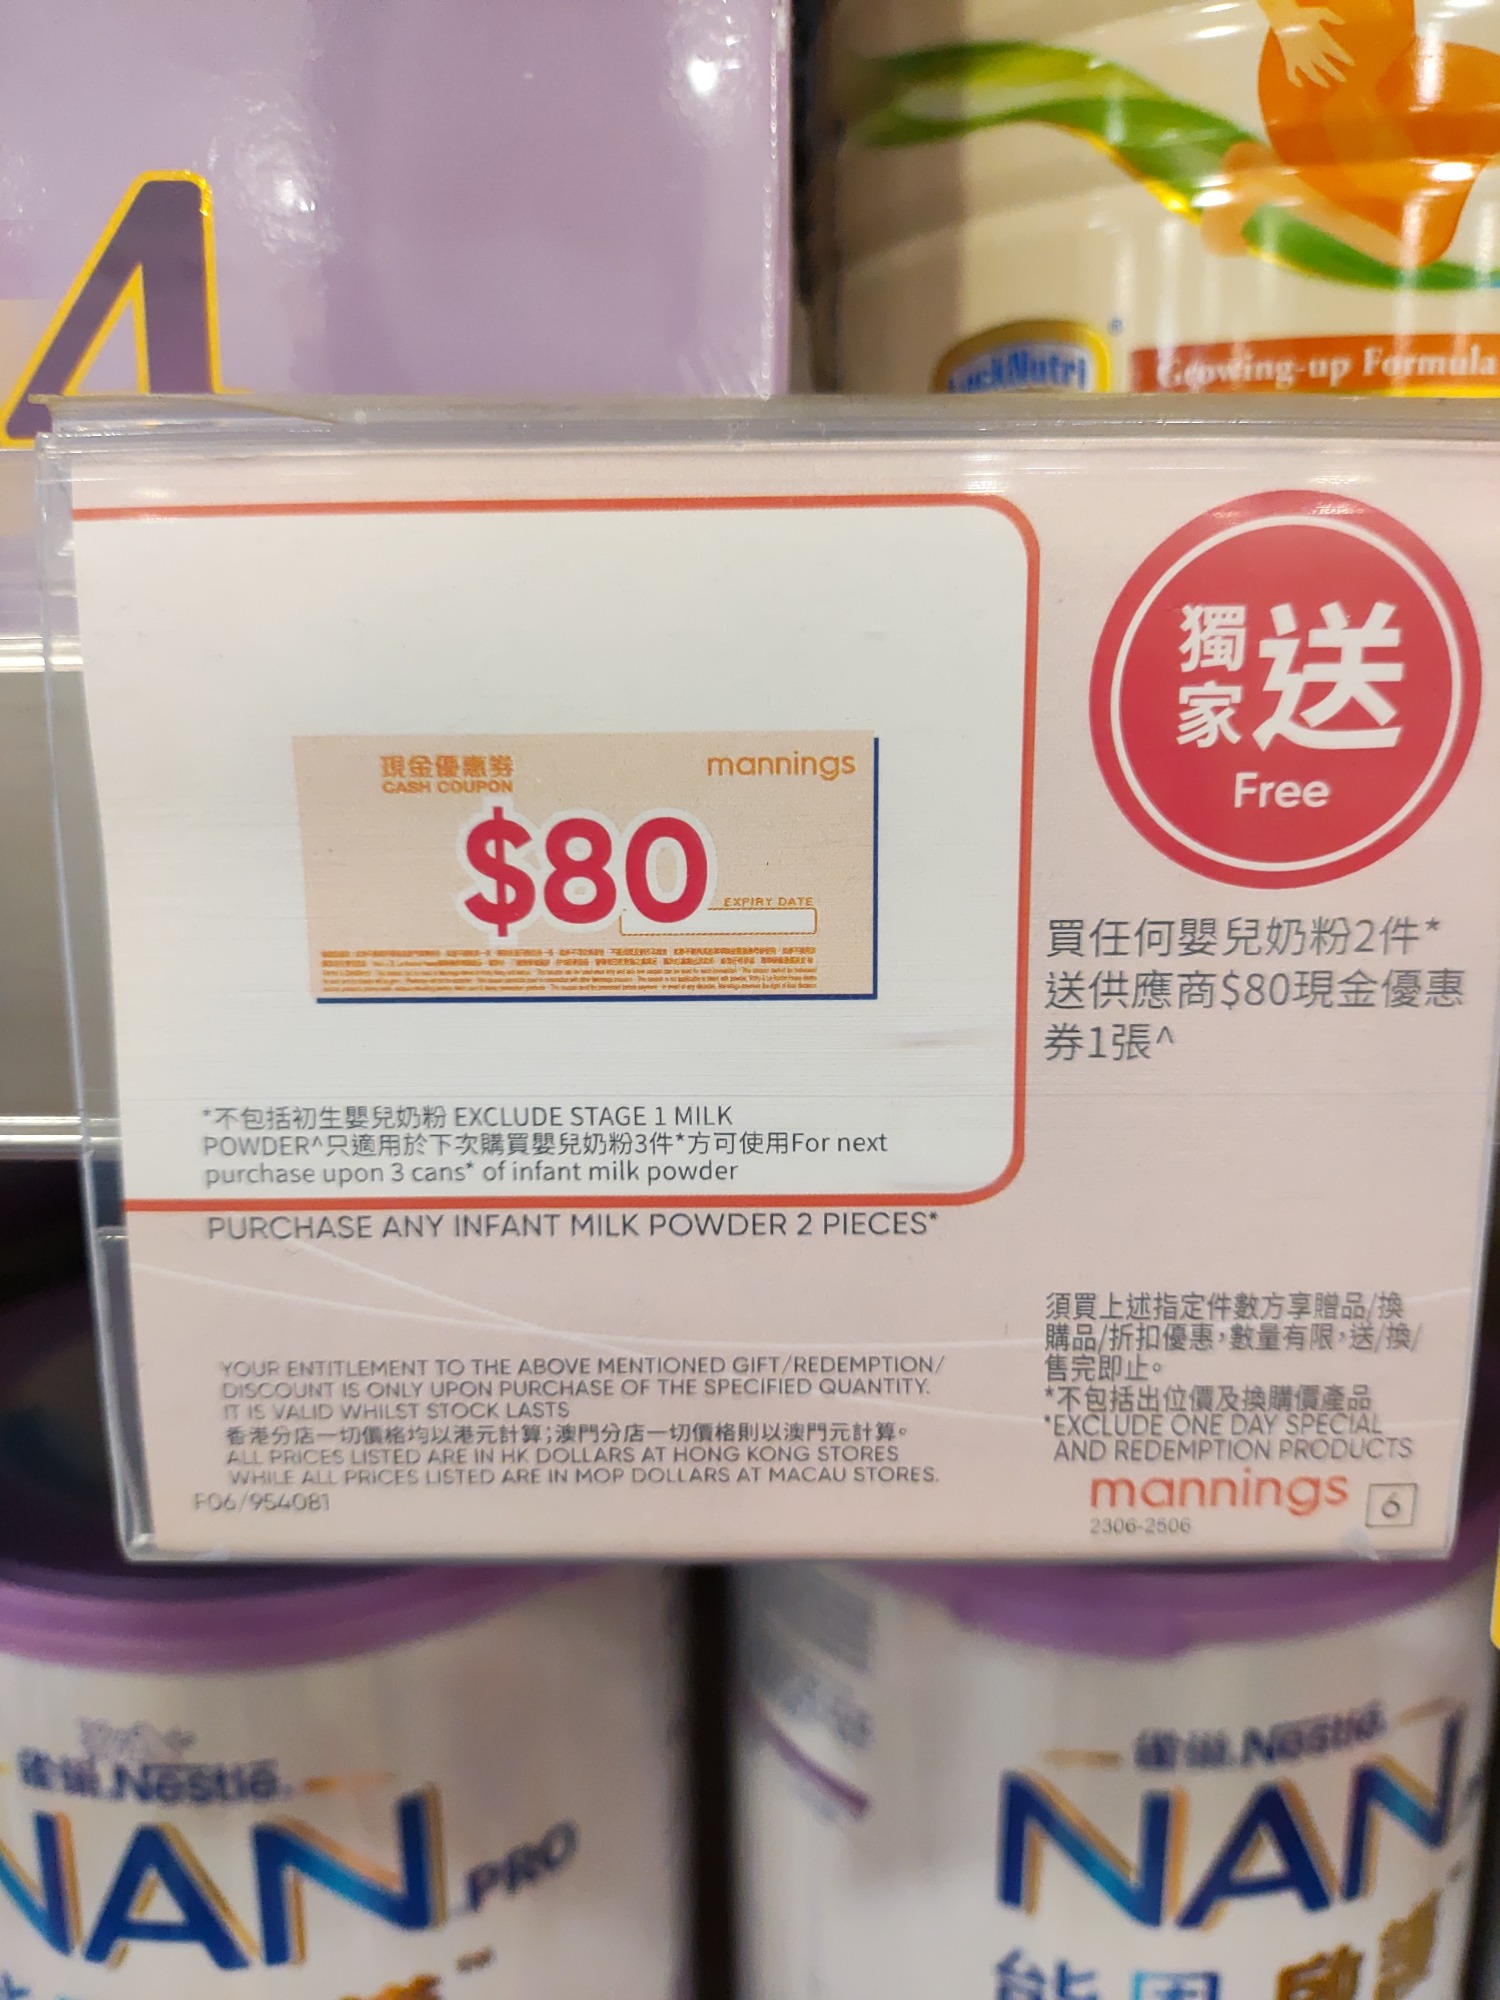 4
LuckNutri
Growing-up Formula
獨家送
Free
現金優惠券
CASH COUPON
mannings
$80
EXPIRY DATE
買任何嬰兒奶粉2件*
送供應商$80現金優惠
券1張^
*不包括初生嬰兒奶粉 EXCLUDE STAGE 1 MILK
POWDER^只適用於下次購買嬰兒奶粉3件*方可使用For next
purchase upon 3 cans* of infant milk powder
PURCHASE ANY INFANT MILK POWDER 2 PIECES*
YOUR ENTITLEMENT TO THE ABOVE MENTIONED GIFT/REDEMPTION/
DISCOUNT IS ONLY UPON PURCHASE OF THE SPECIFIED QUANTITY.
IT IS VALID WHILST STOCK LASTS
香港分店一切價格均以港元計算;澳門分店一切價格則以澳門元計算。
ALL PRICES LISTED ARE IN HK DOLLARS AT HONG KONG STORES
WHILE ALL PRICES LISTED ARE IN MOP DOLLARS AT MACAU STORES.
F06/954081
須買上述指定件數方享贈品/換
購品/折扣優惠,數量有限,送/換/
售完即止。
*不包括出位價及換購價產品
*EXCLUDE ONE DAY SPECIAL
AND REDEMPTION PRODUCTS
mannings 6
2306-2506
雀巢.Nestlé.
NAN PRO
雀巢.Nestlé
NAN
能因